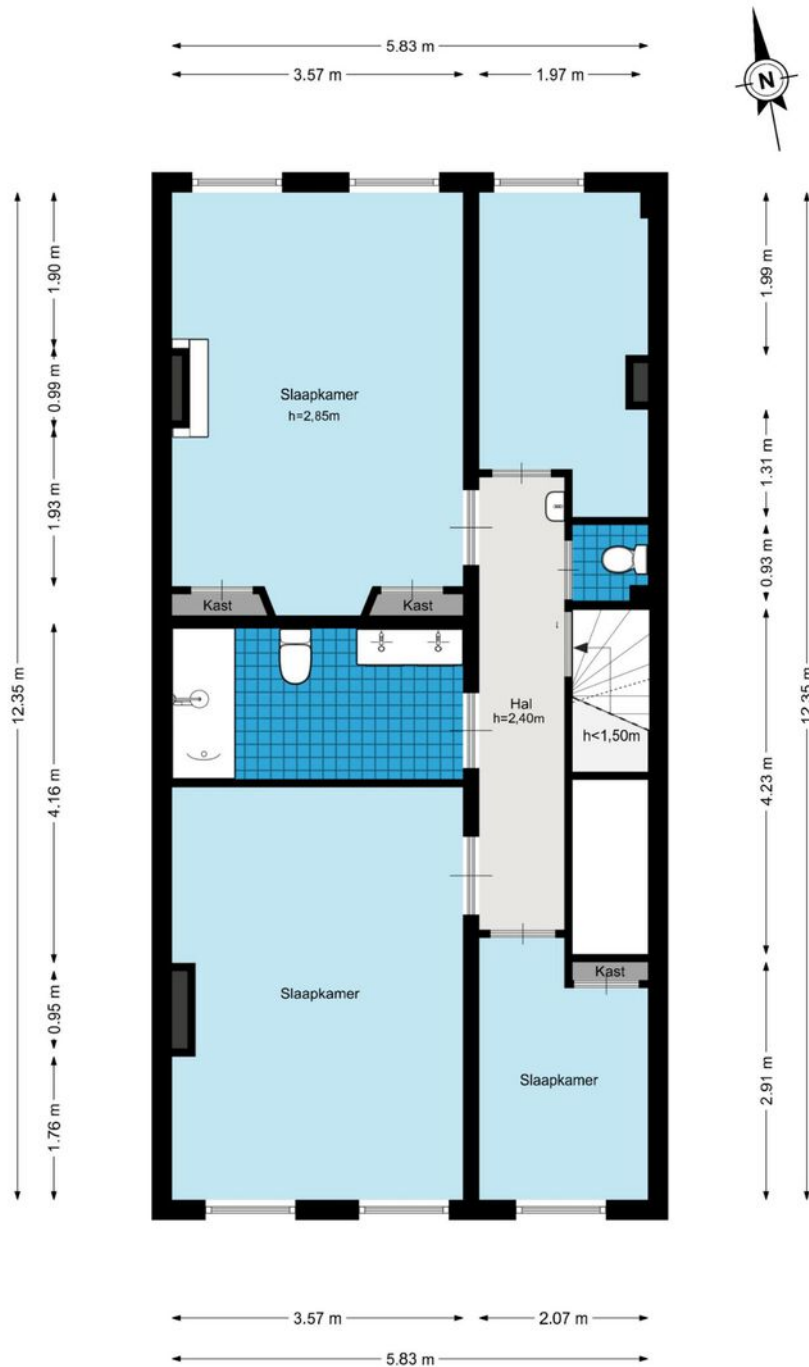 5.83 m
3.57 m
1.97 m
N
12.35 m
1.90 m
0.99 m
1.93 m
4.16 m
0.95 m
1.76 m
Slaapkamer
h=2,85m
Kast
Kast
Hal
h=2,40m
h<1,50m
Slaapkamer
Kast
Slaapkamer
1.99 m
1.31 m
0.93 m
4.23 m
2.91 m
12.35 m
3.57 m
2.07 m
5.83 m